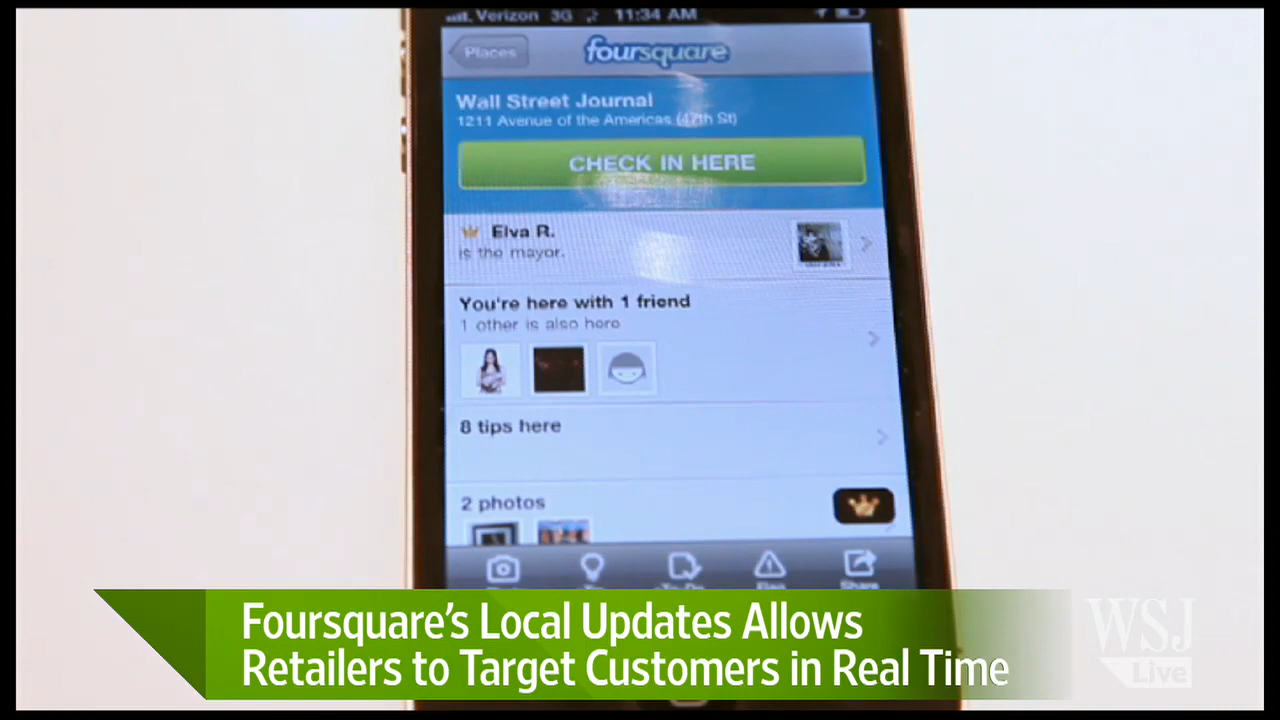 Verizon 3G 11:34 AM
Places
foursquare
Wall Street Journal
1211 Avenue of the Americas (47th St)
CHECK IN HERE
Elva R.
is the mayor.
You're here with 1 friend
1 other is also here
8 tips here
2 photos
Share
Foursquare's Local Updates Allows
Retailers to Target Customers in Real Time
WSJ
Live